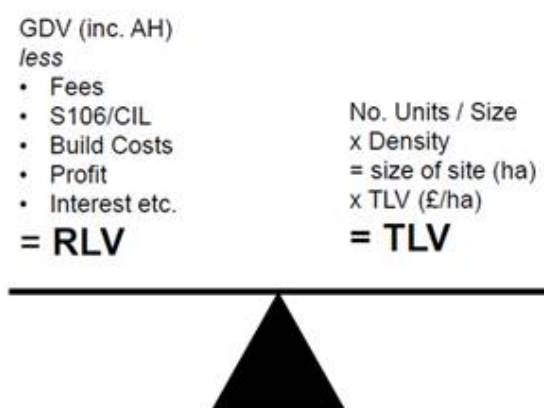 GDV (inc. AH)
less
• Fees
• S106/CIL
• Build Costs
• Profit
• Interest etc.
= RLV
No. Units / Size
x Density
= size of site (ha)
x TLV (£/ha)
= TLV